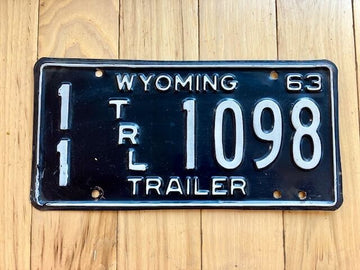 WYOMING 63
11 TRL 1098
TRAILER